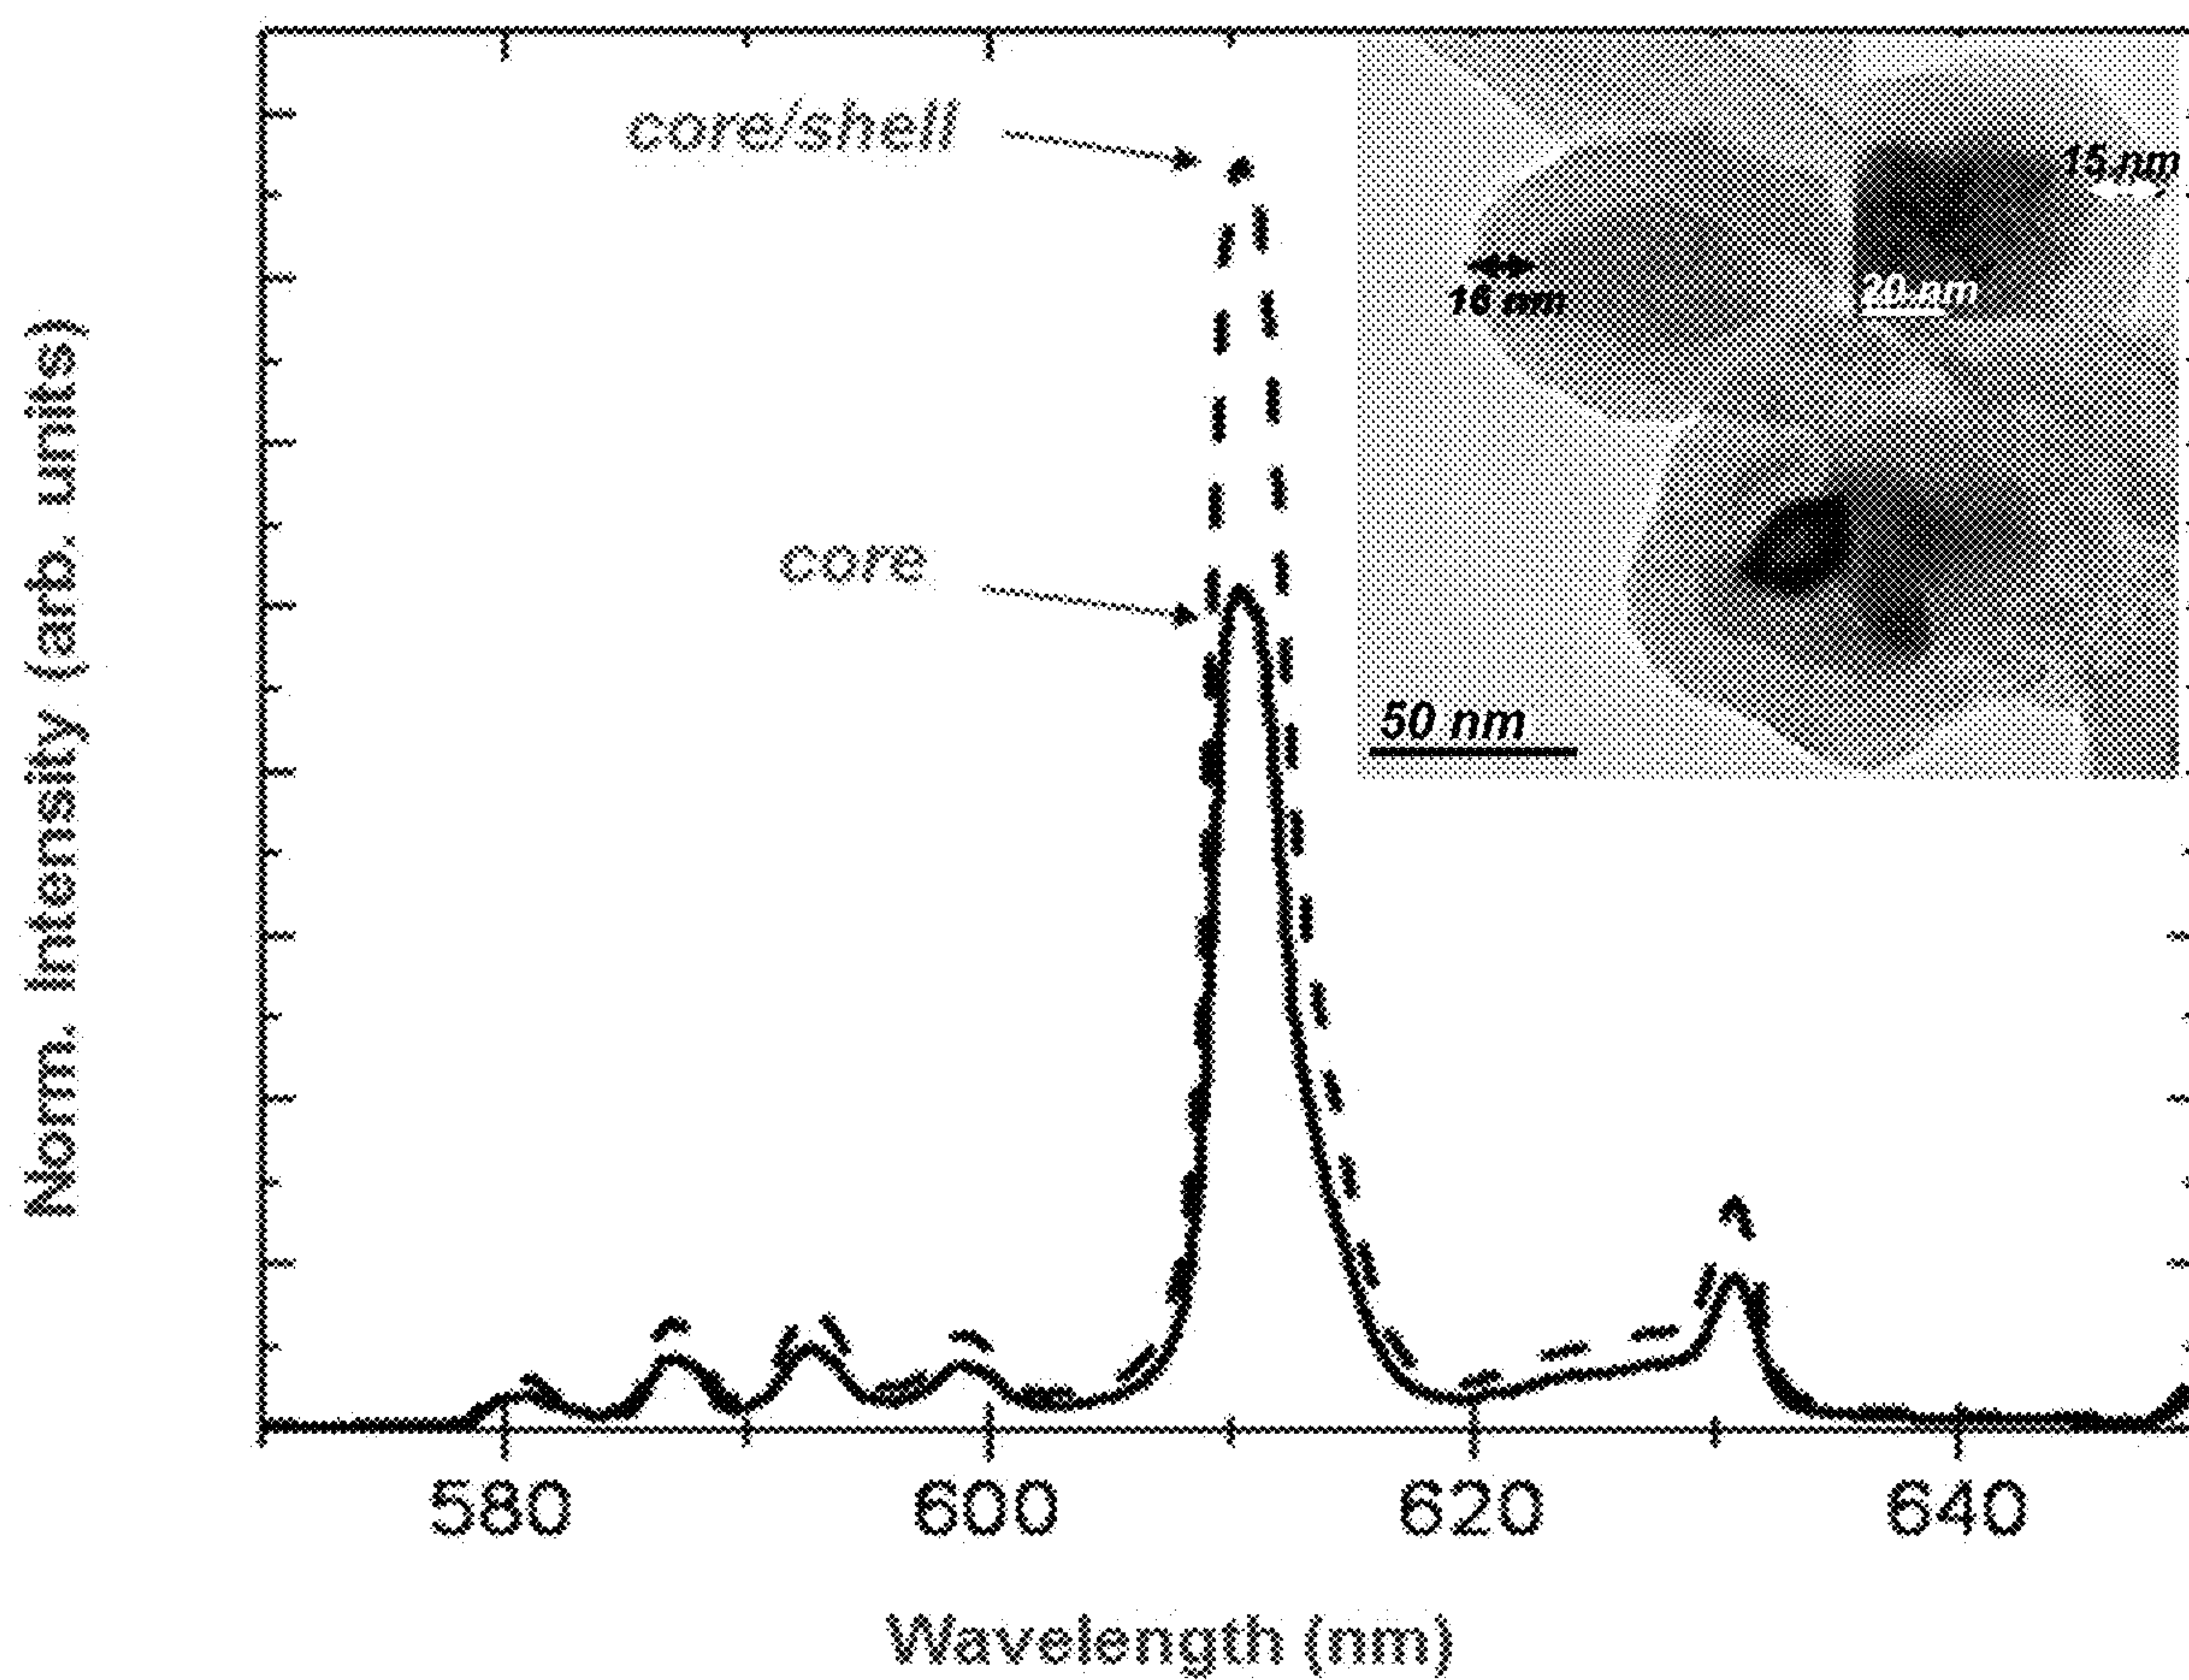 Norm. Intensity (arb. units)
core/shell
core
15 nm
16 nm
20 nm
50 nm
580 600 620 640
Wavelength (nm)